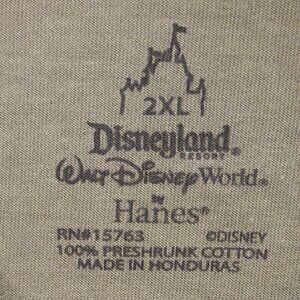 2XL
Disneyland®
RESORT
Walt Disney World®
by
Hanes®
RN#15763 ©DISNEY
100% PRESHRUNK COTTON
MADE IN HONDURAS